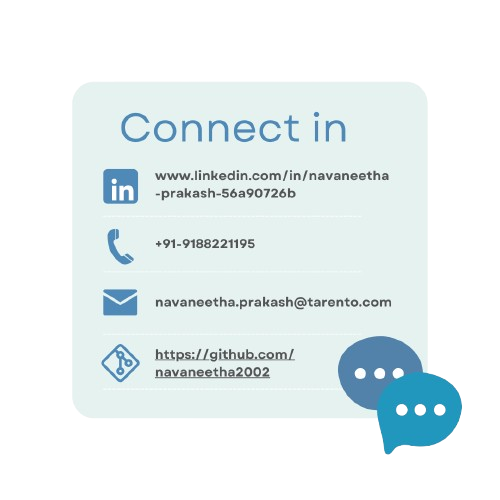 Connect in
in
www.linkedin.com/in/navaneetha
-prakash-56a90726b
+91-9188221195
navaneetha.prakash@tarento.com
https://github.com/
navaneetha2002